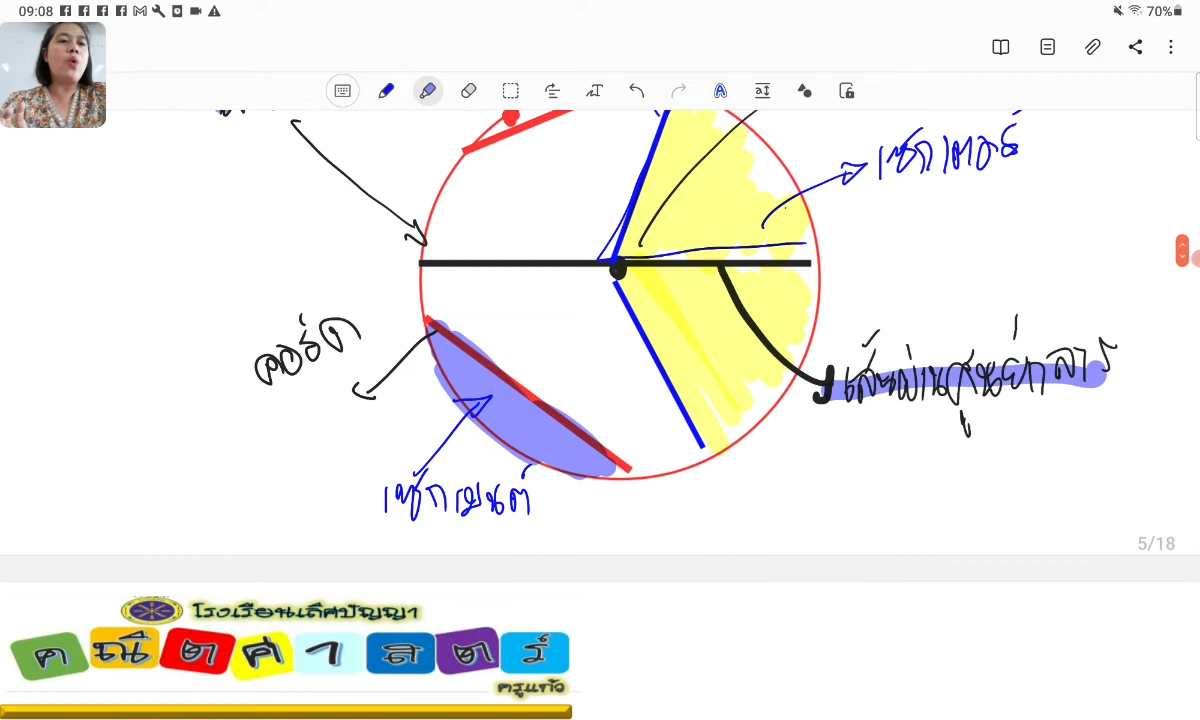 09:08
70%
เซกเตอร์
คอร์ด
เส้นผ่านศูนย์กลาง
เซกเมนต์
5/18
โรงเรียนเลิศปัญญา
คณิตศาสตร์
ครูแก้ว